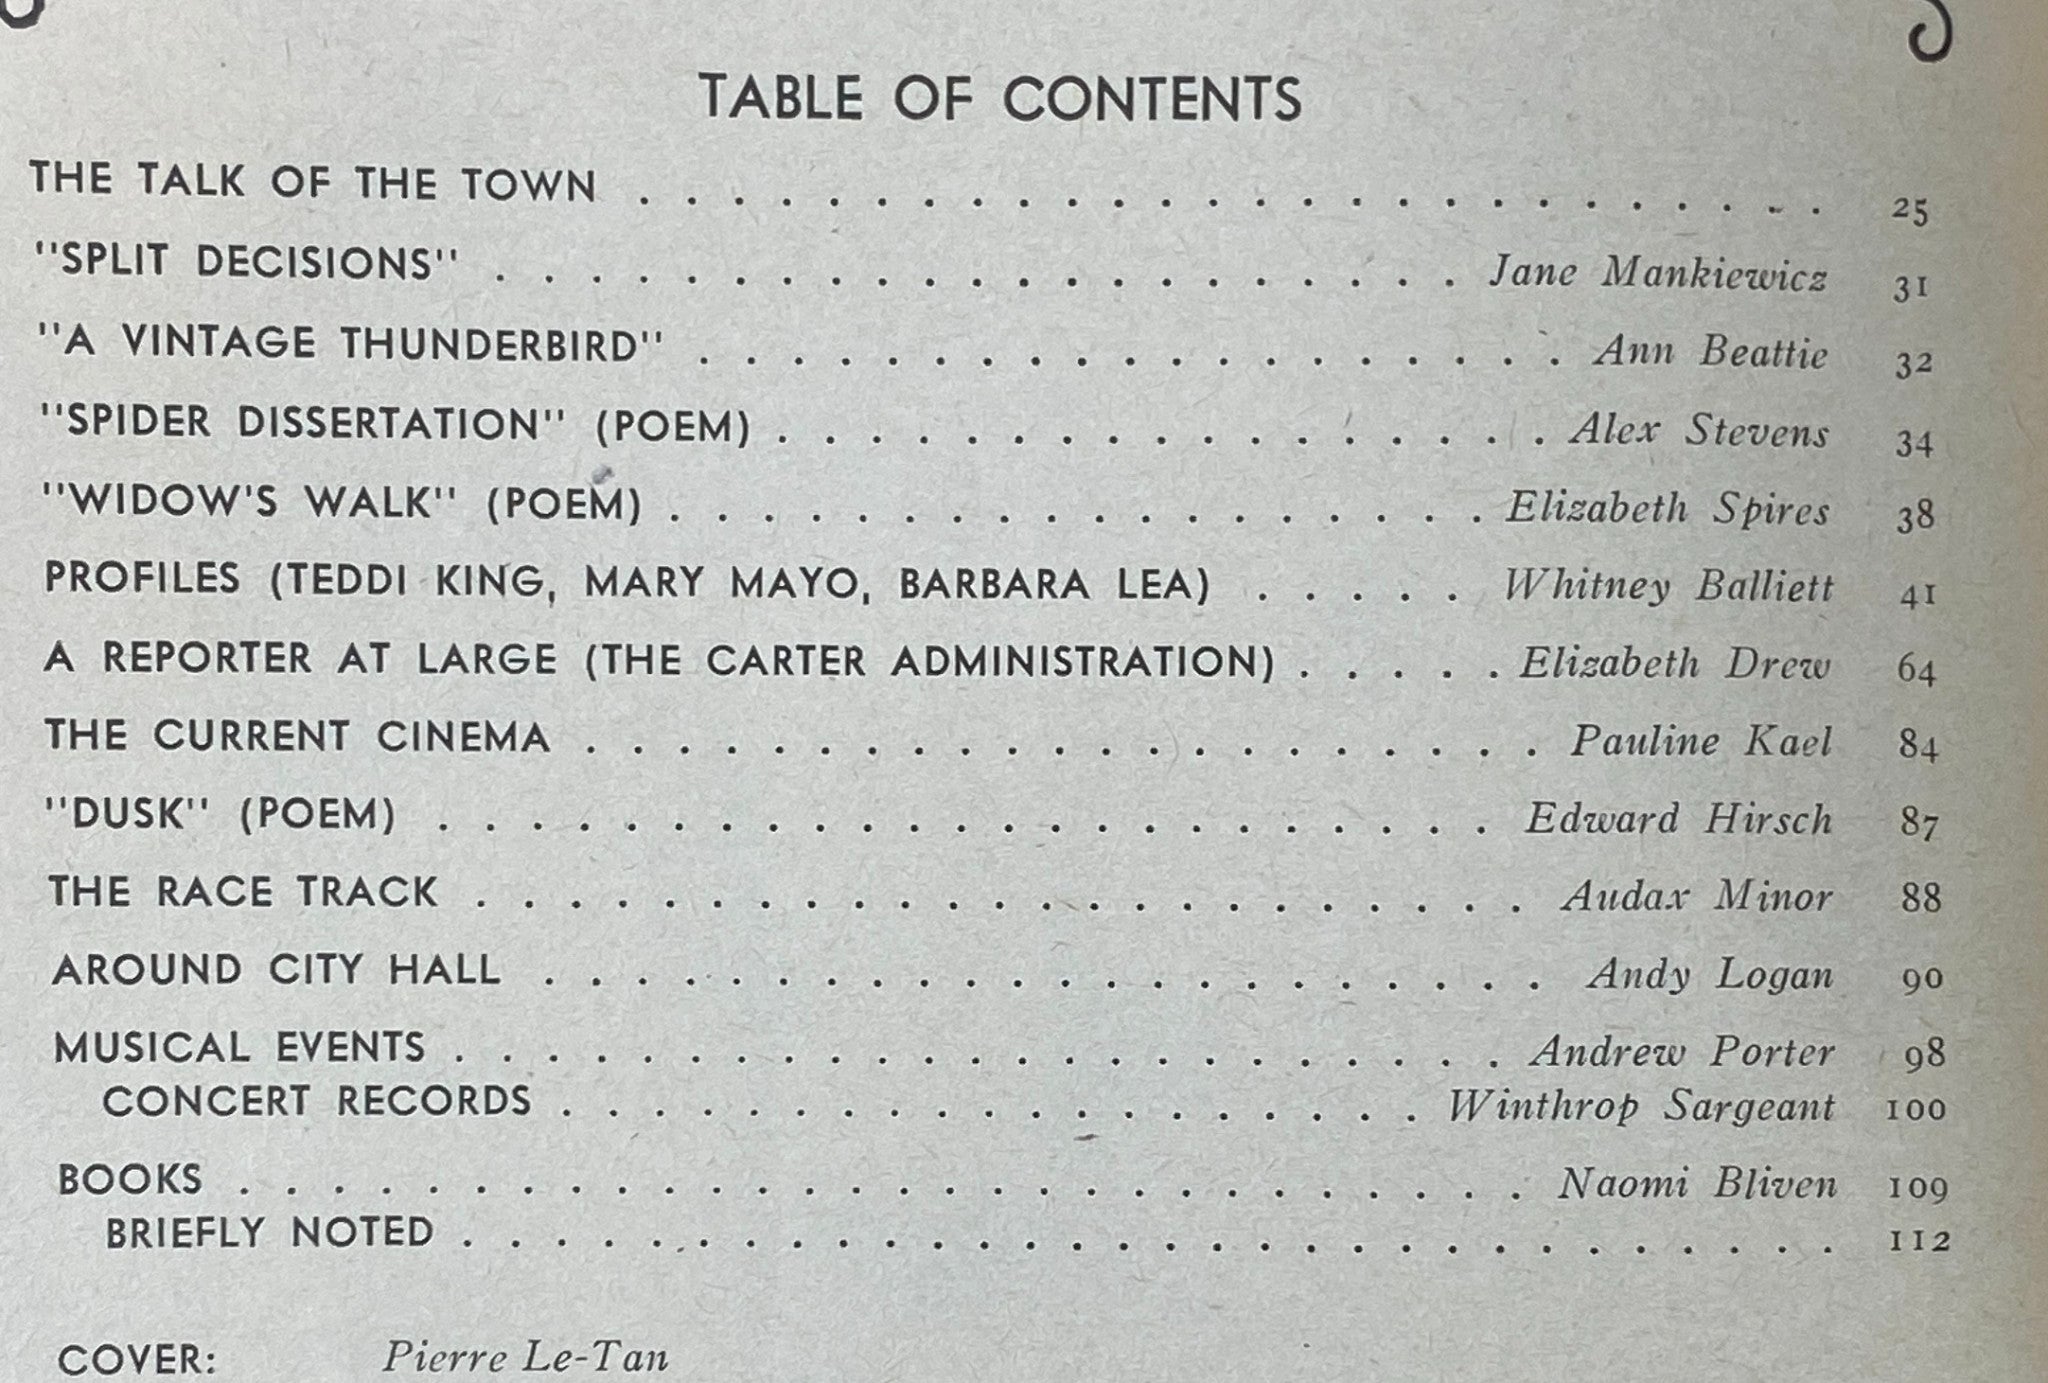 TABLE OF CONTENTS
THE TALK OF THE TOWN . . . . . . . . . . . . . . . . . . . . . . . . . . 25
"SPLIT DECISIONS" . . . . . . . . . . . . . . . . . . . . . Jane Mankiewicz 31
"A VINTAGE THUNDERBIRD" . . . . . . . . . . . . . . . . . . . Ann Beattie 32
"SPIDER DISSERTATION" (POEM) . . . . . . . . . . . . . . . . . Alex Stevens 34
"WIDOW'S WALK" (POEM) . . . . . . . . . . . . . . . . . . Elizabeth Spires 38
PROFILES (TEDDI KING, MARY MAYO, BARBARA LEA) . . . . . Whitney Balliett 41
A REPORTER AT LARGE (THE CARTER ADMINISTRATION) . . . . . Elizabeth Drew 64
THE CURRENT CINEMA . . . . . . . . . . . . . . . . . . . . . Pauline Kael 84
"DUSK" (POEM) . . . . . . . . . . . . . . . . . . . . . . . Edward Hirsch 87
THE RACE TRACK . . . . . . . . . . . . . . . . . . . . . . . Audax Minor 88
AROUND CITY HALL . . . . . . . . . . . . . . . . . . . . . . Andy Logan 90
MUSICAL EVENTS . . . . . . . . . . . . . . . . . . . . . . . Andrew Porter 98
CONCERT RECORDS . . . . . . . . . . . . . . . . . . . Winthrop Sargeant 100
BOOKS . . . . . . . . . . . . . . . . . . . . . . . . . . . . Naomi Bliven 109
BRIEFLY NOTED . . . . . . . . . . . . . . . . . . . . . . . . . . . . . . 112
COVER: Pierre Le-Tan